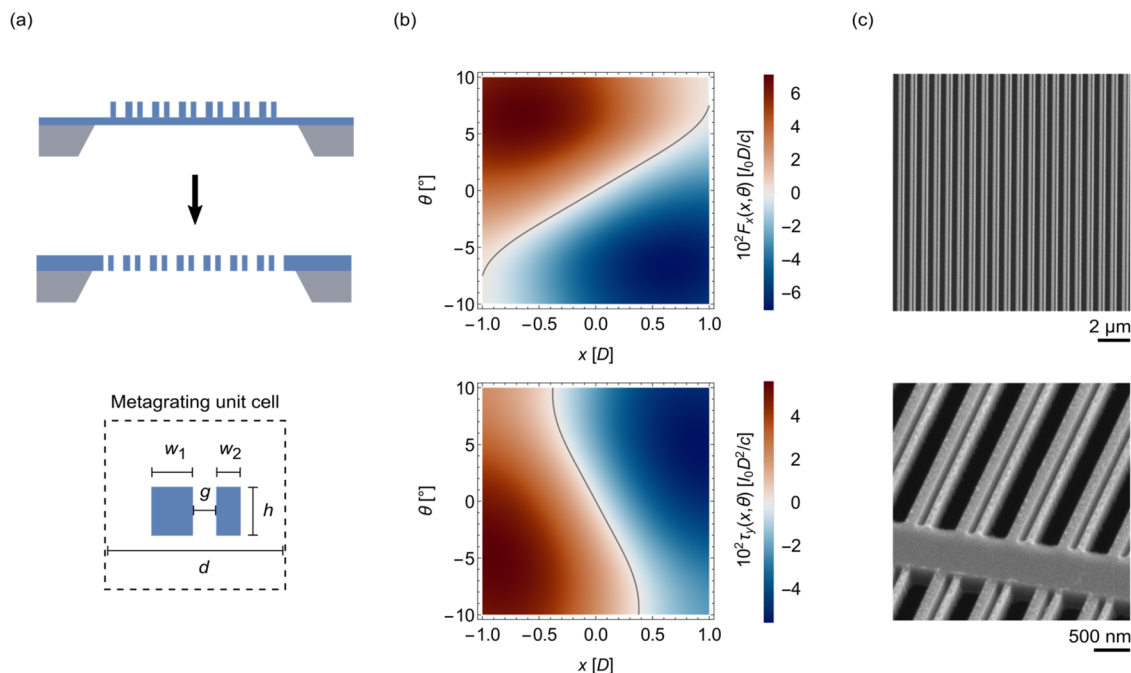 (a)
(b)
(c)
Metagrating unit cell
w1
w2
g
h
d
10
5
0
−5
−10
θ [°]
−1.0 −0.5 0.0 0.5 1.0
x [D]
6
4
2
0
−2
−4
−6
10²Fx(x,θ) [I0D/c]
10
5
0
−5
−10
θ [°]
−1.0 −0.5 0.0 0.5 1.0
x [D]
4
2
0
−2
−4
10²τy(x,θ) [I0D²/c]
2 μm
500 nm